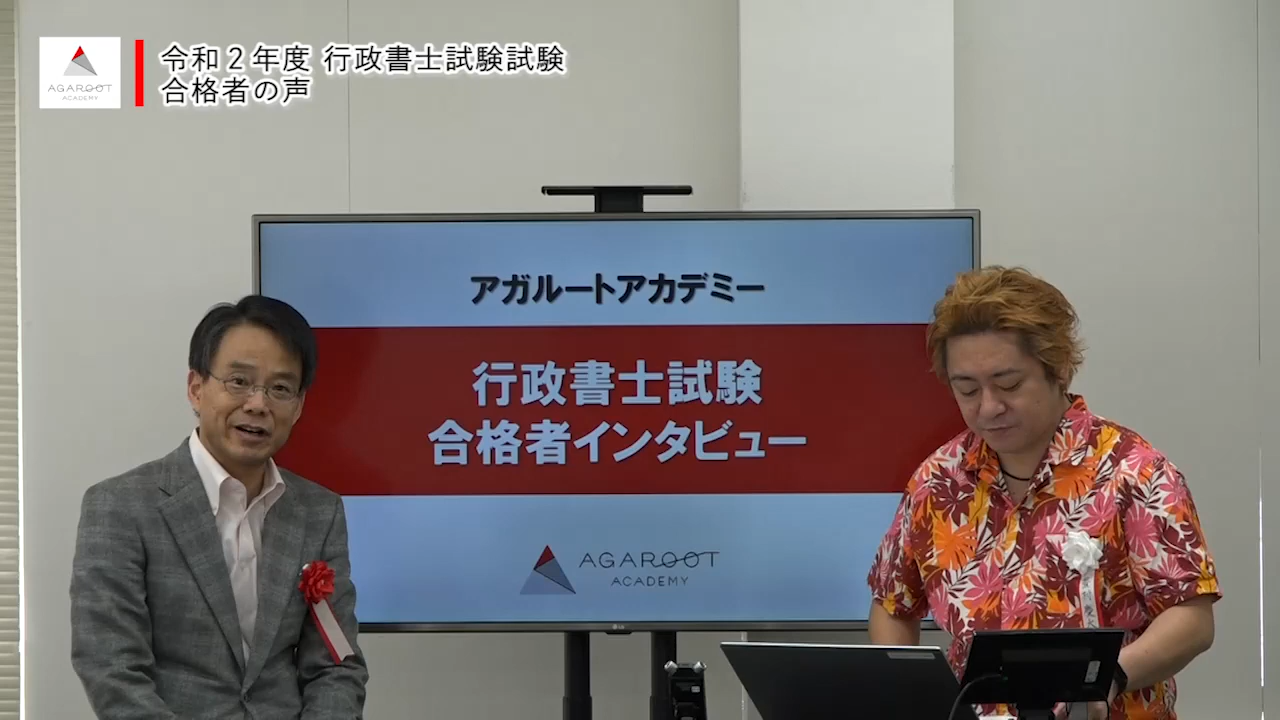 令和２年度 行政書士試験試験
合格者の声
AGAROOT
ACADEMY
アガルートアカデミー
行政書士試験
合格者インタビュー
AGAROOT
ACADEMY
LG